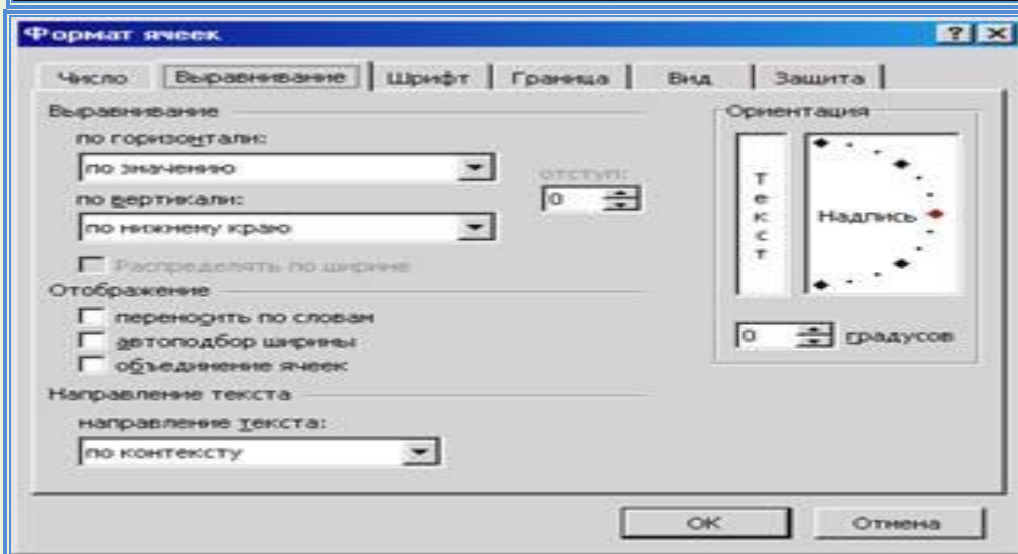 Формат ячеек
Число Выравнивание Шрифт Граница Вид Защита
Выравнивание
по горизонтали:
по значению
отступ:
0
по вертикали:
по нижнему краю
Распределять по ширине
Отображение
переносить по словам
автоподбор ширины
объединение ячеек
Направление текста
направление текста:
по контексту
Ориентация
Текст
Надпись
0 градусов
ОК Отмена